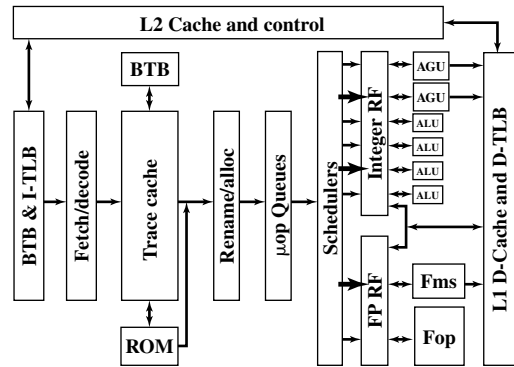 L2 Cache and control
BTB
BTB & I-TLB
Fetch/decode
Trace cache
ROM
Rename/alloc
µop Queues
Schedulers
Integer RF
FP RF
AGU
AGU
ALU
ALU
ALU
ALU
Fms
Fop
L1 D-Cache and D-TLB